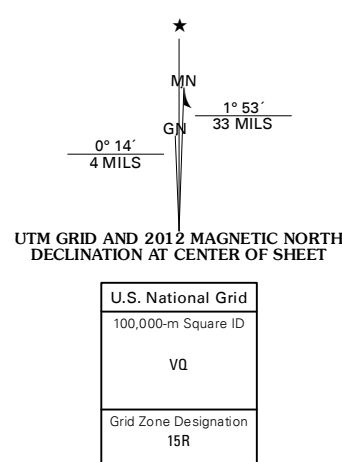 ★
MN
1° 53´
33 MILS
GN
0° 14´
4 MILS
UTM GRID AND 2012 MAGNETIC NORTH
DECLINATION AT CENTER OF SHEET
U.S. National Grid
100,000-m Square ID
VQ
Grid Zone Designation
15R